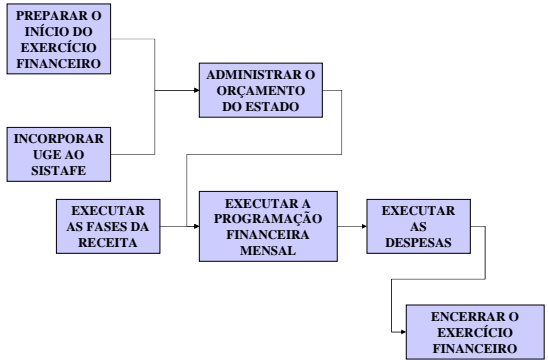 PREPARAR O
INÍCIO DO
EXERCÍCIO
FINANCEIRO
ADMINISTRAR O
ORÇAMENTO
DO ESTADO
INCORPORAR
UGE AO
SISTAFE
EXECUTAR
AS FASES DA
RECEITA
EXECUTAR A
PROGRAMAÇÃO
FINANCEIRA
MENSAL
EXECUTAR
AS
DESPESAS
ENCERRAR O
EXERCÍCIO
FINANCEIRO